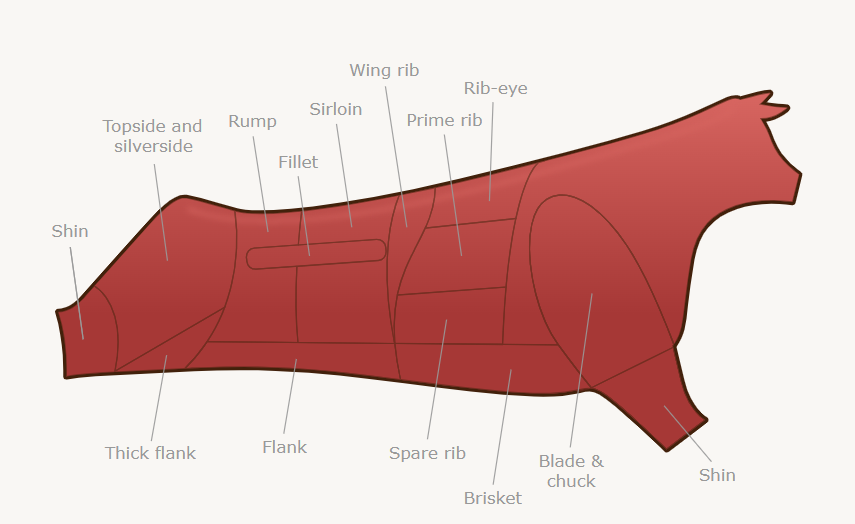 Wing rib
Rib-eye
Sirloin
Prime rib
Rump
Topside and
silverside
Fillet
Shin
Thick flank
Flank
Spare rib
Blade &
chuck
Shin
Brisket